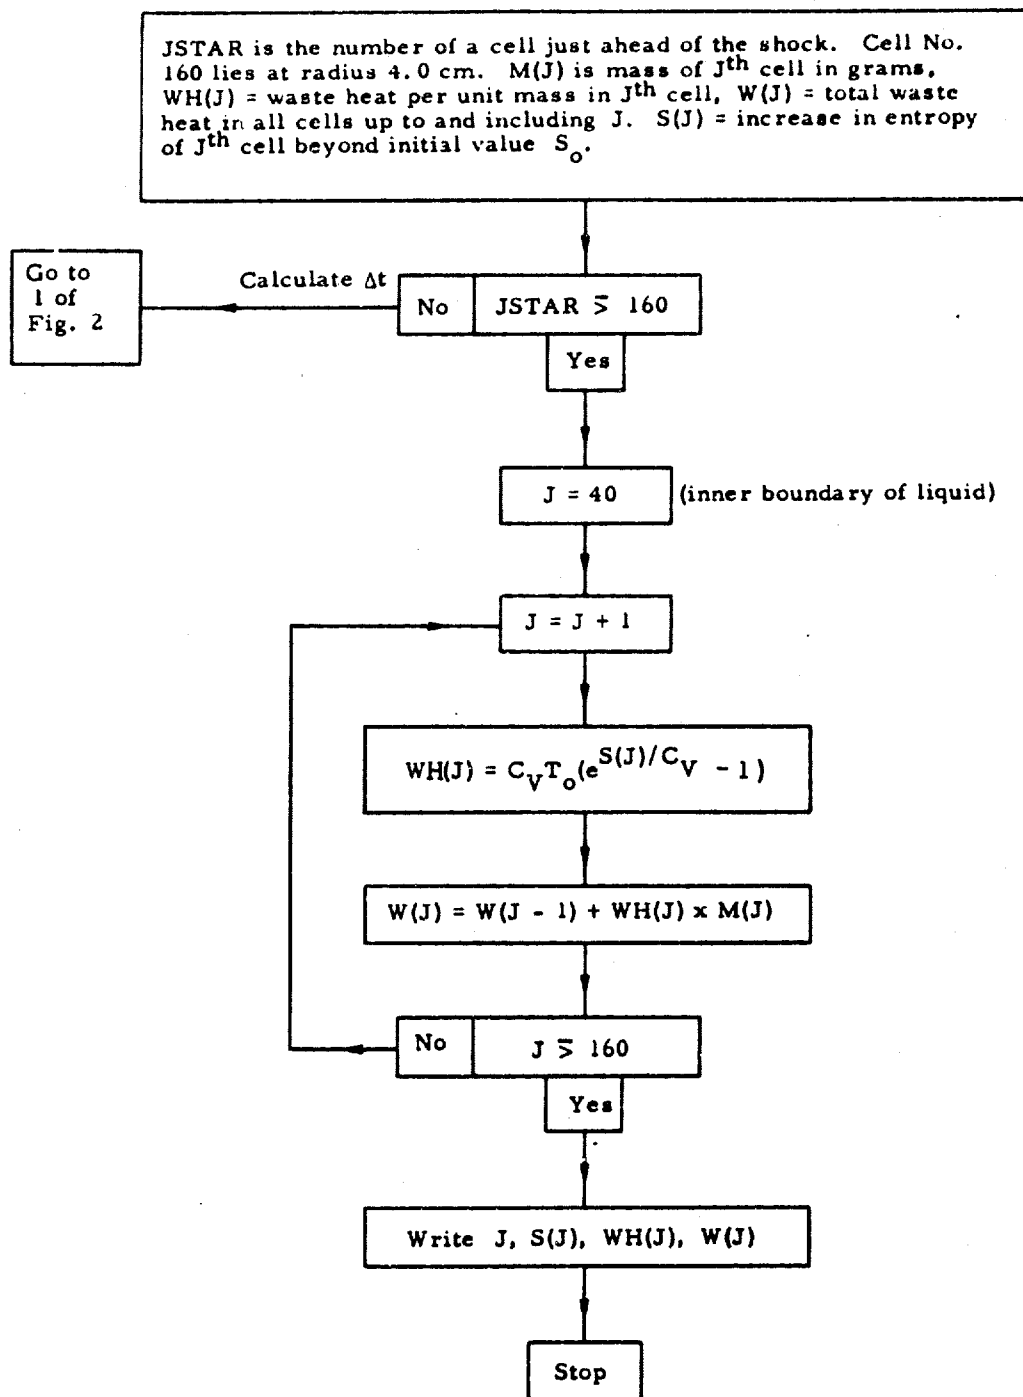 JSTAR is the number of a cell just ahead of the shock. Cell No.
160 lies at radius 4.0 cm. M(J) is mass of Jth cell in grams,
WH(J) = waste heat per unit mass in Jth cell, W(J) = total waste
heat in all cells up to and including J. S(J) = increase in entropy
of Jth cell beyond initial value So.
Go to
1 of
Fig. 2
Calculate Δt
No
JSTAR ⋝ 160
Yes
J = 40
(inner boundary of liquid)
J = J + 1
WH(J) = CVTo(eS(J)/CV - 1)
W(J) = W(J - 1) + WH(J) x M(J)
No
J ⋝ 160
Yes
Write J, S(J), WH(J), W(J)
Stop